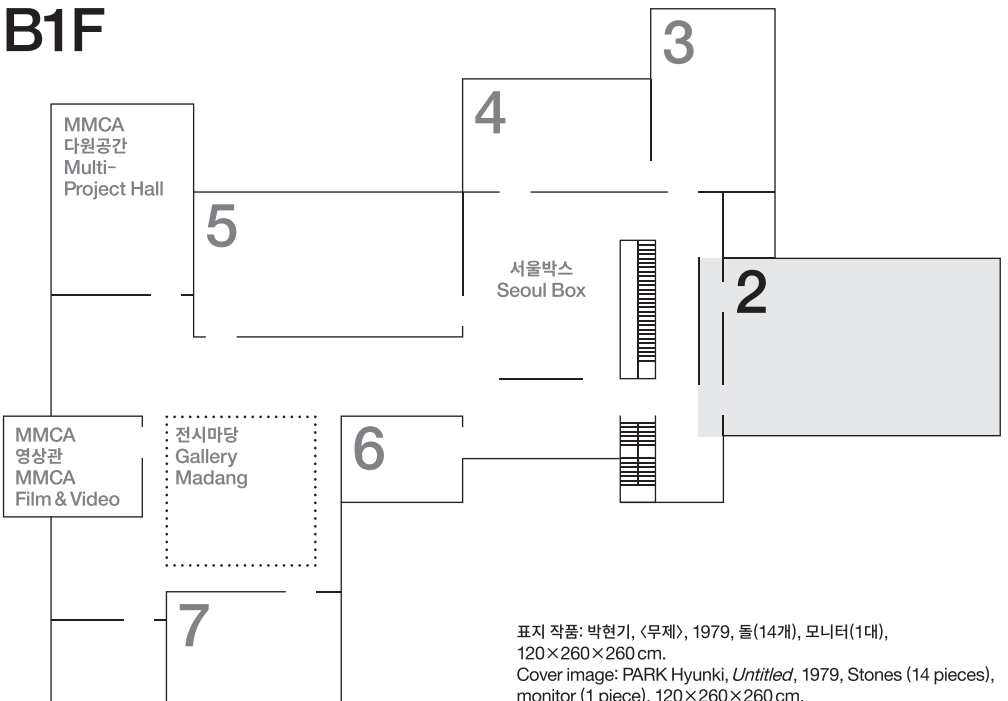 B1F
3
4
MMCA
다원공간
Multi-
Project Hall
5
서울박스
Seoul Box
2
MMCA
영상관
MMCA
Film & Video
전시마당
Gallery
Madang
6
7
표지 작품: 박현기, 〈무제〉, 1979, 돌(14개), 모니터(1대),
120×260×260 cm.
Cover image: PARK Hyunki, Untitled, 1979, Stones (14 pieces),
monitor (1 piece), 120×260×260 cm.